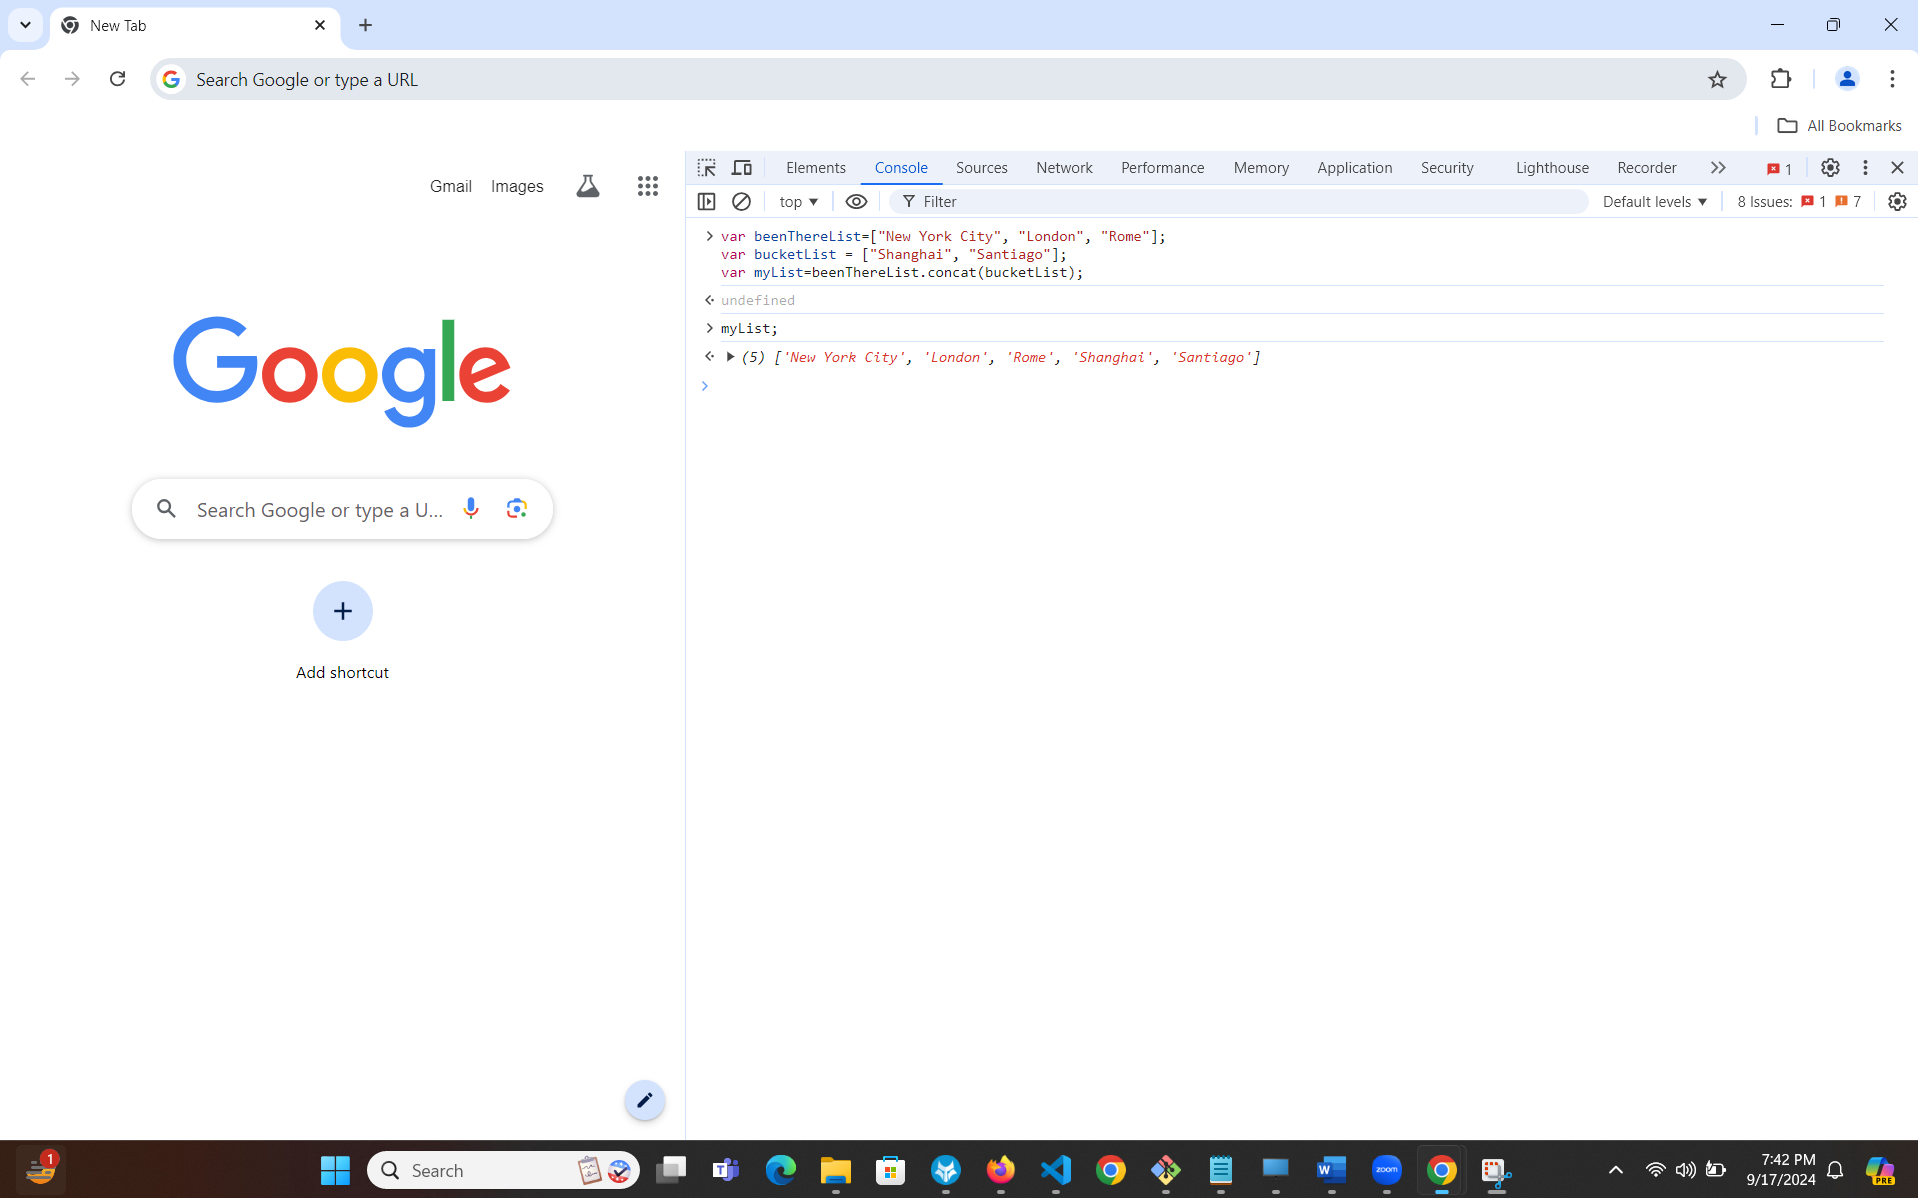 New Tab
Search Google or type a URL
All Bookmarks
Gmail Images
Elements Console Sources Network Performance Memory Application Security Lighthouse Recorder 1
top Filter Default levels 8 Issues: 1 7
var beenThereList=["New York City", "London", "Rome"];
var bucketList = ["Shanghai", "Santiago"];
var myList=beenThereList.concat(bucketList);
undefined
myList;
(5) ['New York City', 'London', 'Rome', 'Shanghai', 'Santiago']
Google
Search Google or type a U...
Add shortcut
1
Search
zoom
7:42 PM
9/17/2024
PRE